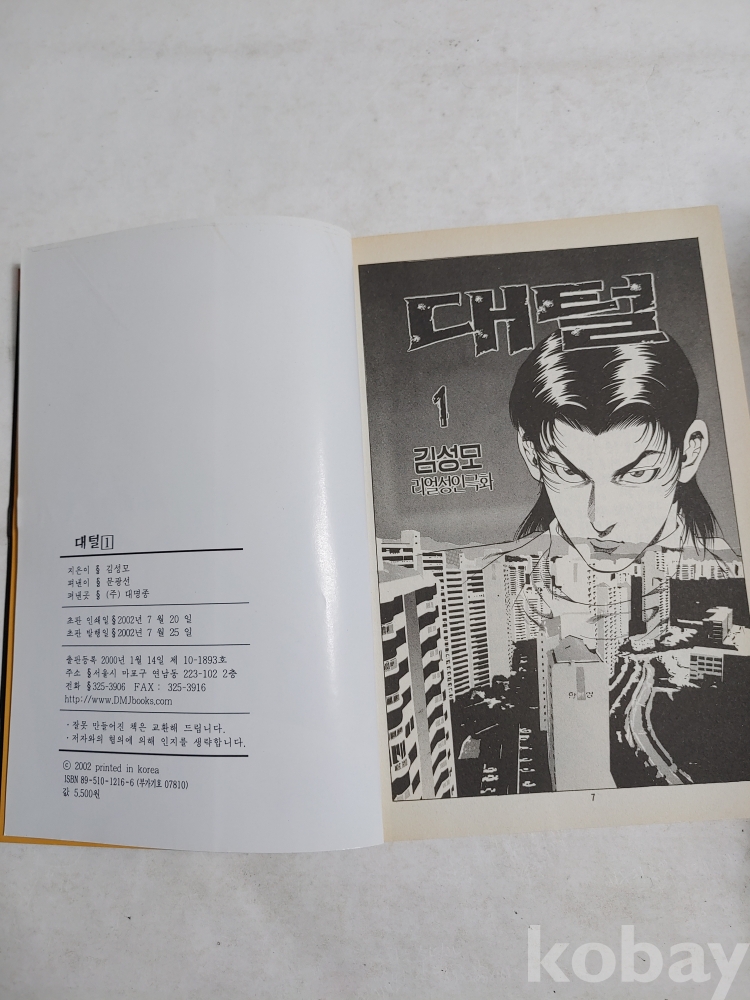 대털 1
지은이 ■ 김성모
펴낸이 ■ 문광선
펴낸곳 ■ (주) 대명종
초판 인쇄일 ■ 2002년 7월 20일
초판 발행일 ■ 2002년 7월 25일
출판등록 2000년 1월 14일 제 10-1893호
주소 ■ 서울시 마포구 연남동 223-102 2층
전화 ■ 325-3906 FAX : 325-3916
http://www.DMJbooks.com
· 잘못 만들어진 책은 교환해 드립니다.
· 저자와의 협의에 의해 인지를 생략합니다.
ⓒ 2002 printed in korea
ISBN 89-510-1216-6 (부가기호 07810)
값 5,500원
대털
1
김성모
리얼성인극화
7
kobay